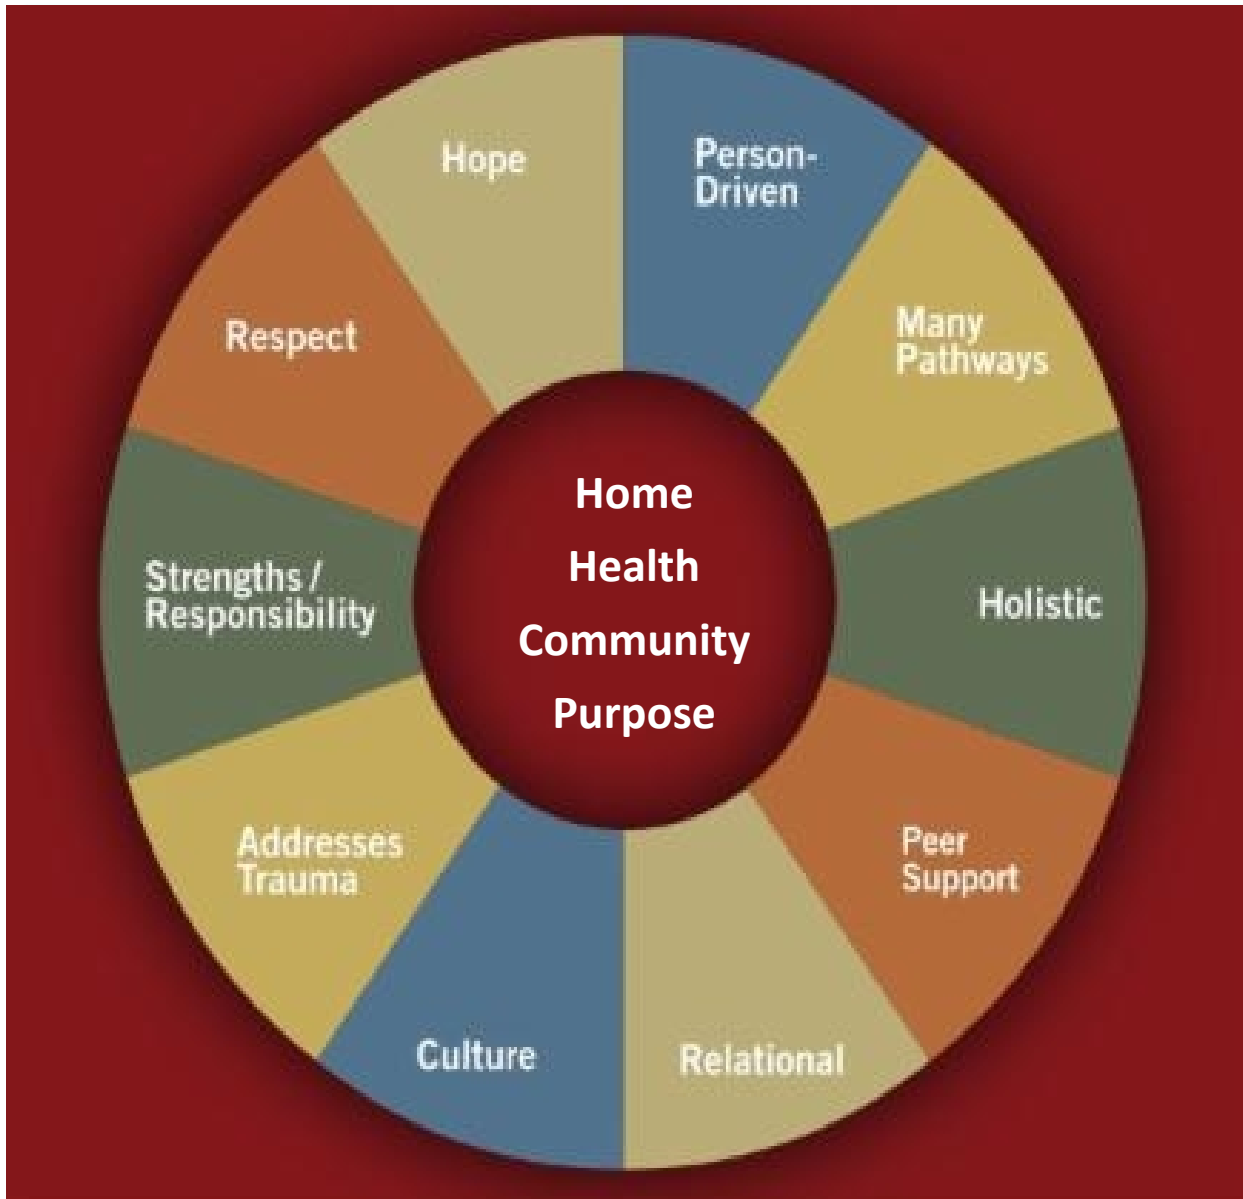 Hope
Person-
Driven
Many
Pathways
Holistic
Peer
Support
Relational
Culture
Addresses
Trauma
Strengths /
Responsibility
Respect
Home
Health
Community
Purpose